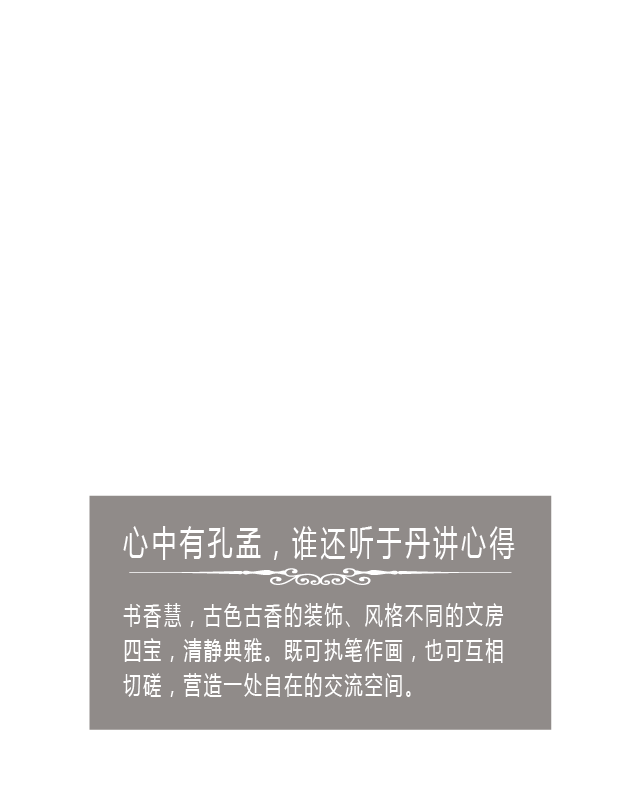 心中有孔孟，谁还听于丹讲心得
书香慧，古色古香的装饰、风格不同的文房
四宝，清静典雅。既可执笔作画，也可互相
切磋，营造一处自在的交流空间。